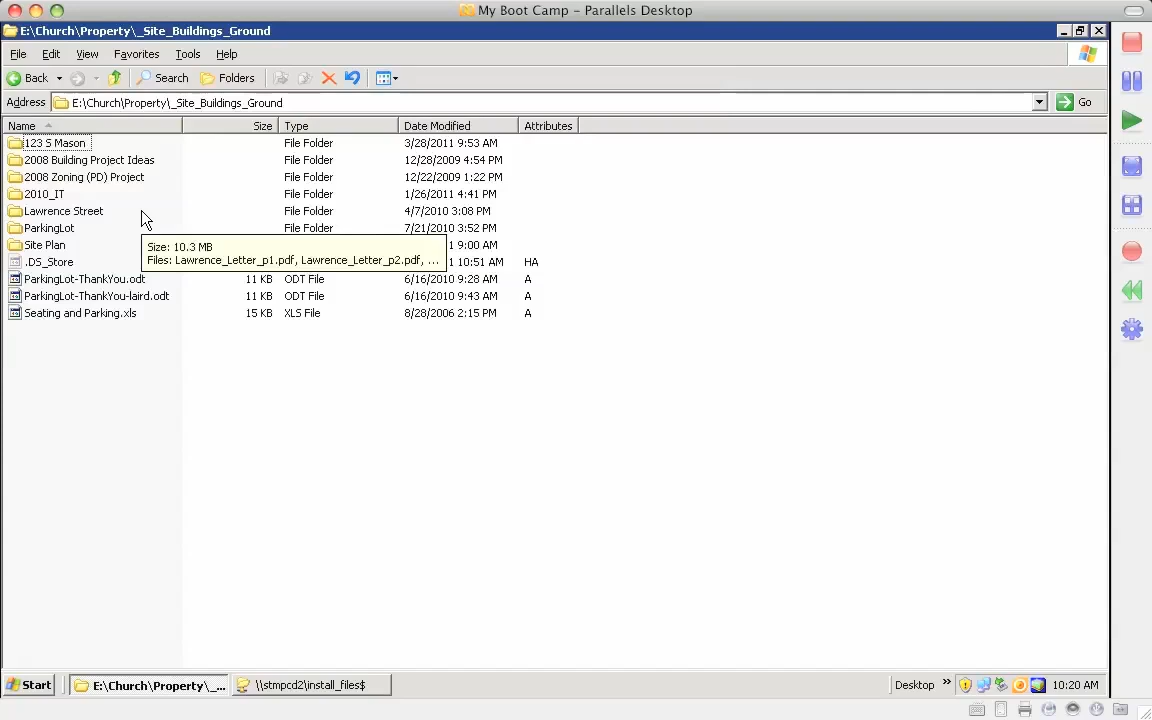 My Boot Camp - Parallels Desktop
E:\Church\Property\_Site_Buildings_Ground
File Edit View Favorites Tools Help
Back Search Folders
Address E:\Church\Property\_Site_Buildings_Ground Go
Name Size Type Date Modified Attributes
123 S Mason File Folder 3/28/2011 9:53 AM
2008 Building Project Ideas File Folder 12/28/2009 4:54 PM
2008 Zoning (PD) Project File Folder 12/22/2009 1:22 PM
2010_IT File Folder 1/26/2011 4:41 PM
Lawrence Street File Folder 4/7/2010 3:08 PM
ParkingLot File Folder 7/21/2010 3:52 PM
Site Plan 1 9:00 AM
Size: 10.3 MB
Files: Lawrence_Letter_p1.pdf, Lawrence_Letter_p2.pdf, ...
.DS_Store 1 10:51 AM HA
ParkingLot-ThankYou.odt 11 KB ODT File 6/16/2010 9:28 AM A
ParkingLot-ThankYou-laird.odt 11 KB ODT File 6/16/2010 9:43 AM A
Seating and Parking.xls 15 KB XLS File 8/28/2006 2:15 PM A
Start E:\Church\Property\_... \\stmpcd2\install_files$ Desktop » 10:20 AM